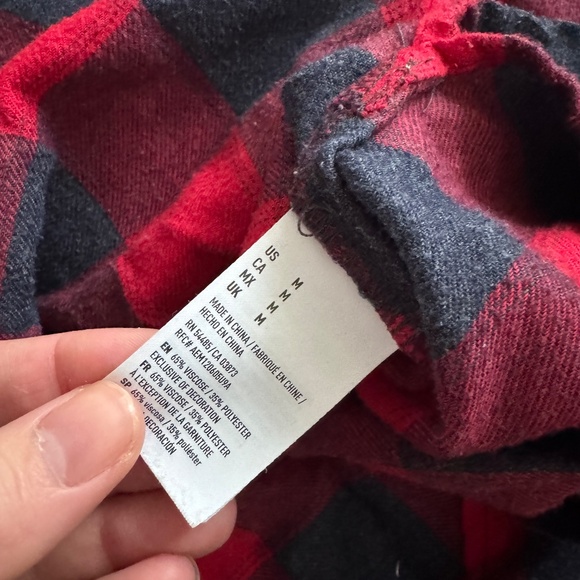 US M
CA M
MX M
UK M
MADE IN CHINA / FABRIQUÉ EN CHINE /
HECHO EN CHINA
RN 54485/ CA 03873
RFC# AEM1206051J9A
EN 65% VISCOSE / 35% POLYESTER
EXCLUSIVE OF DECORATION
FR 65% VISCOSE / 35% POLYESTER
À L'EXCEPTION DE LA GARNITURE
SP 65% viscosa / 35% poliéster
DECORACIÓN